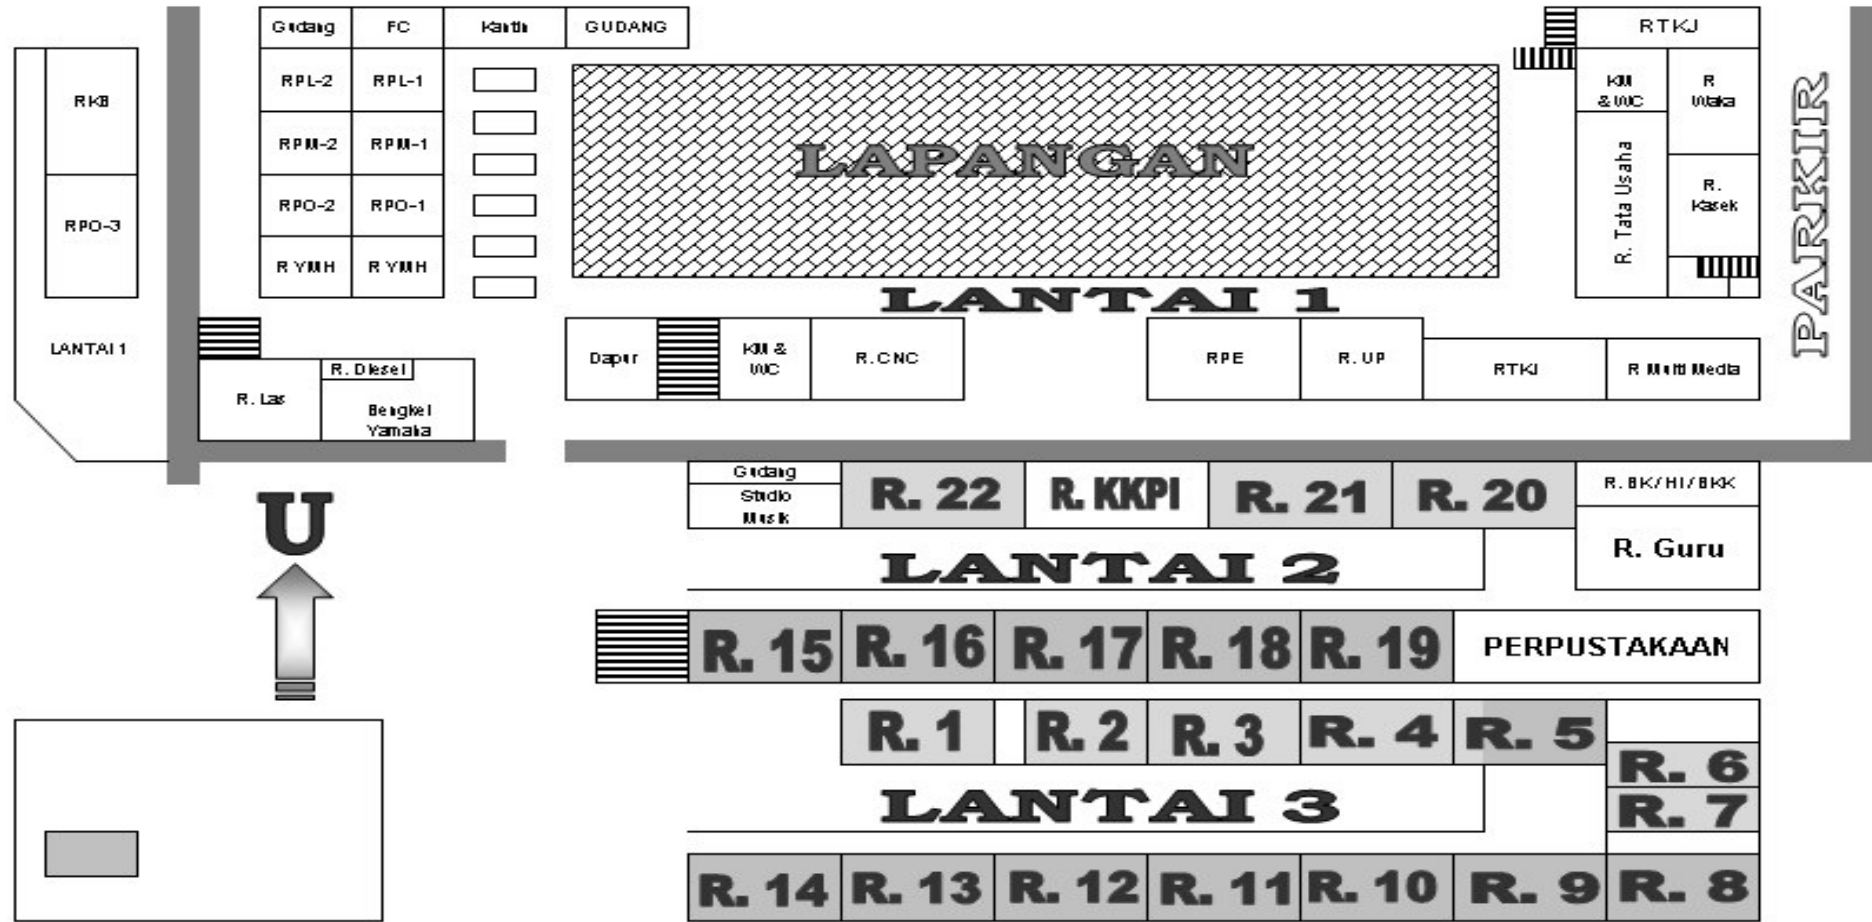 Gudang
FC
Kantin
GUDANG
RTKJ
RKB
RPL-2
RPL-1
KM
& WC
R
Waka
RPM-2
RPM-1
LAPANGAN
R. Tata Usaha
PARKIR
RPO-3
RPO-2
RPO-1
R.
Kasek
R YMH
R YMH
LANTAI 1
LANTAI 1
Dapur
KM &
WC
R. CNC
RPE
R. UP
RTKJ
R Multi Media
R. Las
R. Diesel
Bengkel
Yamaha
Gudang
Studio
Musik
R. 22
R. KKPI
R. 21
R. 20
R. BK/HI/BKK
U
LANTAI 2
R. Guru
R. 15
R. 16
R. 17
R. 18
R. 19
PERPUSTAKAAN
R. 1
R. 2
R. 3
R. 4
R. 5
R. 6
LANTAI 3
R. 7
R. 14
R. 13
R. 12
R. 11
R. 10
R. 9
R. 8